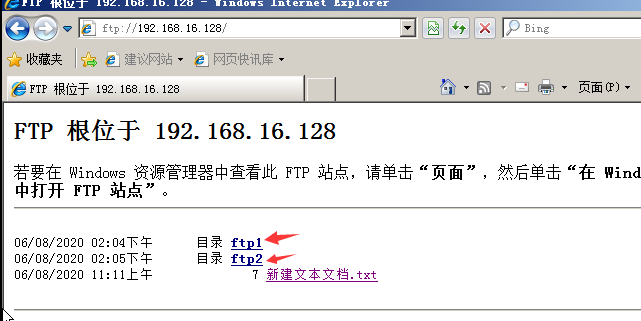 FTP 根位于 192.168.16.128 - Windows Internet Explorer
ftp://192.168.16.128/
Bing
收藏夹 建议网站 网页快讯库
FTP 根位于 192.168.16.128
页面(P)
FTP 根位于 192.168.16.128
若要在 Windows 资源管理器中查看此 FTP 站点，请单击“页面”，然后单击“在 Wind
中打开 FTP 站点”。
06/08/2020 02:04下午 目录 ftp1
06/08/2020 02:05下午 目录 ftp2
06/08/2020 11:11上午 7 新建文本文档.txt